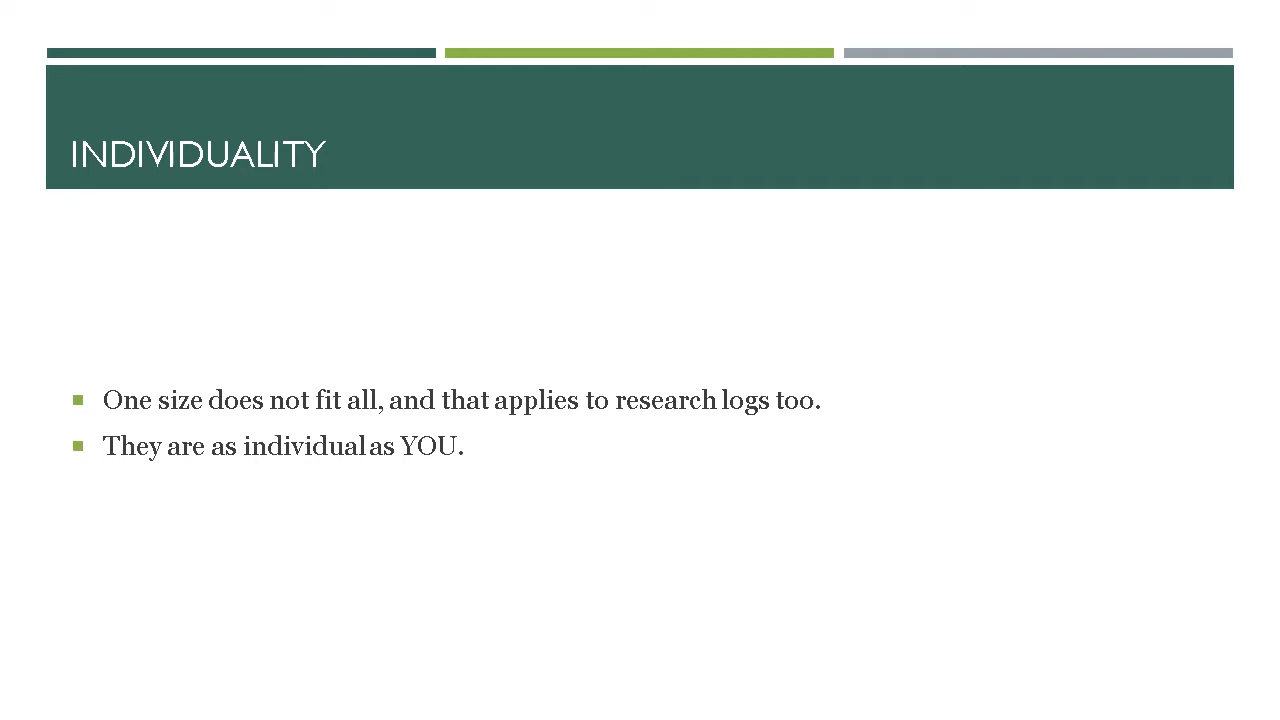 INDIVIDUALITY
One size does not fit all, and that applies to research logs too.
They are as individual as YOU.